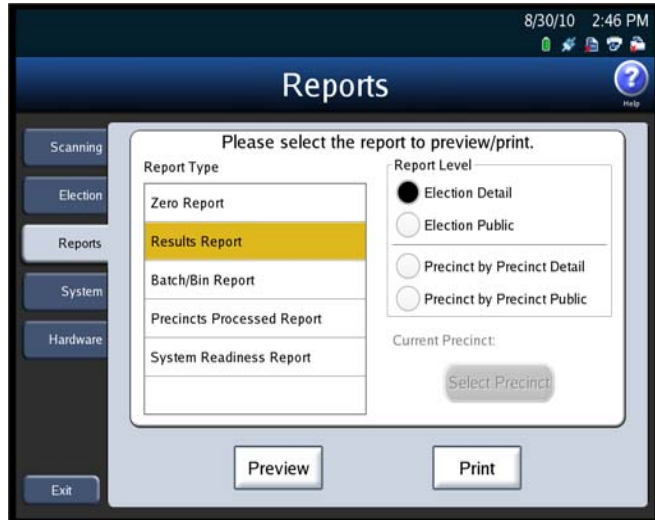 8/30/10 2:46 PM
Reports
?
Help
Scanning
Election
Reports
System
Hardware
Exit
Please select the report to preview/print.
Report Type
Zero Report
Results Report
Batch/Bin Report
Precincts Processed Report
System Readiness Report
Report Level
Election Detail
Election Public
Precinct by Precinct Detail
Precinct by Precinct Public
Current Precinct:
Select Precinct
Preview
Print